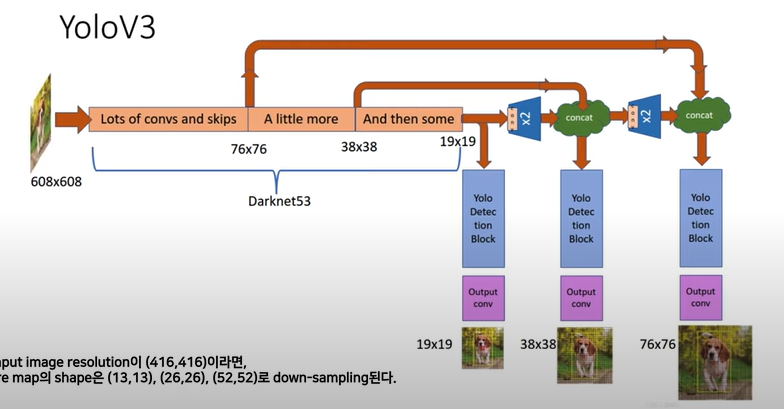 YoloV3
Lots of convs and skips
A little more
And then some
x2
concat
x2
concat
76x76
38x38
19x19
608x608
Darknet53
Yolo
Detec
tion
Block
Yolo
Detec
tion
Block
Yolo
Detec
tion
Block
Output
conv
Output
conv
Output
conv
19x19
38x38
76x76
put image resolution이 (416,416)이라면,
re map의 shape은 (13,13), (26,26), (52,52)로 down-sampling된다.